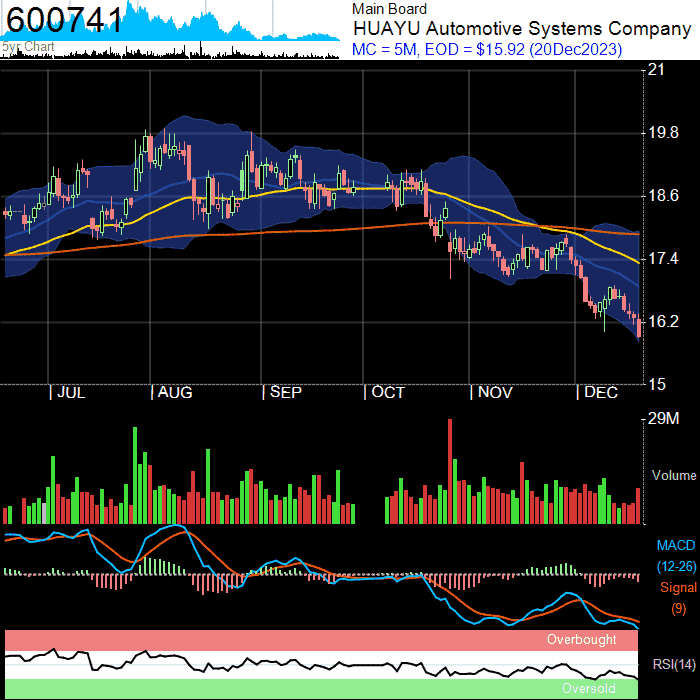 600741
5yr Chart
Main Board
HUAYU Automotive Systems Company
MC = 5M, EOD = $15.92 (20Dec2023)
21
19.8
18.6
17.4
16.2
15
JUL AUG SEP OCT NOV DEC
29M
Volume
MACD
(12-26)
Signal
(9)
Overbought
RSI(14)
Oversold